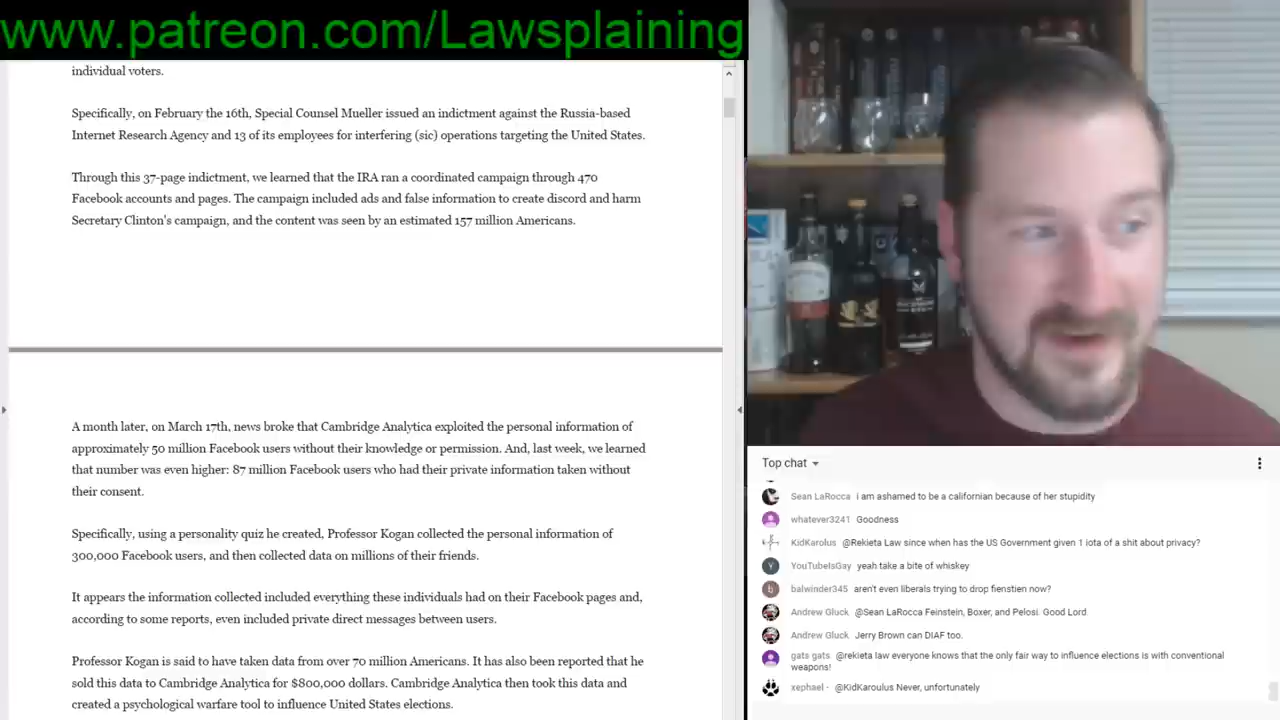 www.patreon.com/Lawsplaining
individual voters.
Specifically, on February the 16th, Special Counsel Mueller issued an indictment against the Russia-based
Internet Research Agency and 13 of its employees for interfering (sic) operations targeting the United States.
Through this 37-page indictment, we learned that the IRA ran a coordinated campaign through 470
Facebook accounts and pages. The campaign included ads and false information to create discord and harm
Secretary Clinton's campaign, and the content was seen by an estimated 157 million Americans.
A month later, on March 17th, news broke that Cambridge Analytica exploited the personal information of
approximately 50 million Facebook users without their knowledge or permission. And, last week, we learned
that number was even higher: 87 million Facebook users who had their private information taken without
their consent.
Specifically, using a personality quiz he created, Professor Kogan collected the personal information of
300,000 Facebook users, and then collected data on millions of their friends.
It appears the information collected included everything these individuals had on their Facebook pages and,
according to some reports, even included private direct messages between users.
Professor Kogan is said to have taken data from over 70 million Americans. It has also been reported that he
sold this data to Cambridge Analytica for $800,000 dollars. Cambridge Analytica then took this data and
created a psychological warfare tool to influence United States elections.
Top chat
Sean LaRocca i am ashamed to be a californian because of her stupidity
whatever3241 Goodness
KidKarolus @Rekieta Law since when has the US Government given 1 iota of a shit about privacy?
YouTubeIsGay yeah take a bite of whiskey
balwinder345 aren't even liberals trying to drop fienstien now?
Andrew Gluck @Sean LaRocca Feinstein, Boxer, and Pelosi. Good Lord.
Andrew Gluck Jerry Brown can DIAF too.
gats gats @rekieta law everyone knows that the only fair way to influence elections is with conventional
weapons!
xephael - @KidKaroulus Never, unfortunately